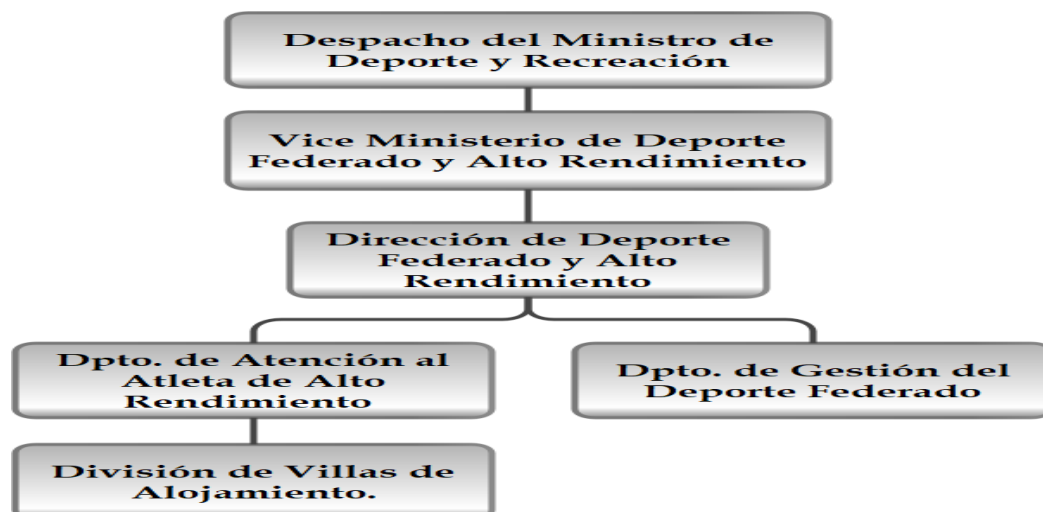 Despacho del Ministro de
Deporte y Recreación
Vice Ministerio de Deporte
Federado y Alto Rendimiento
Dirección de Deporte
Federado y Alto
Rendimiento
Dpto. de Atención al
Atleta de Alto
Rendimiento
Dpto. de Gestión del
Deporte Federado
División de Villas de
Alojamiento.